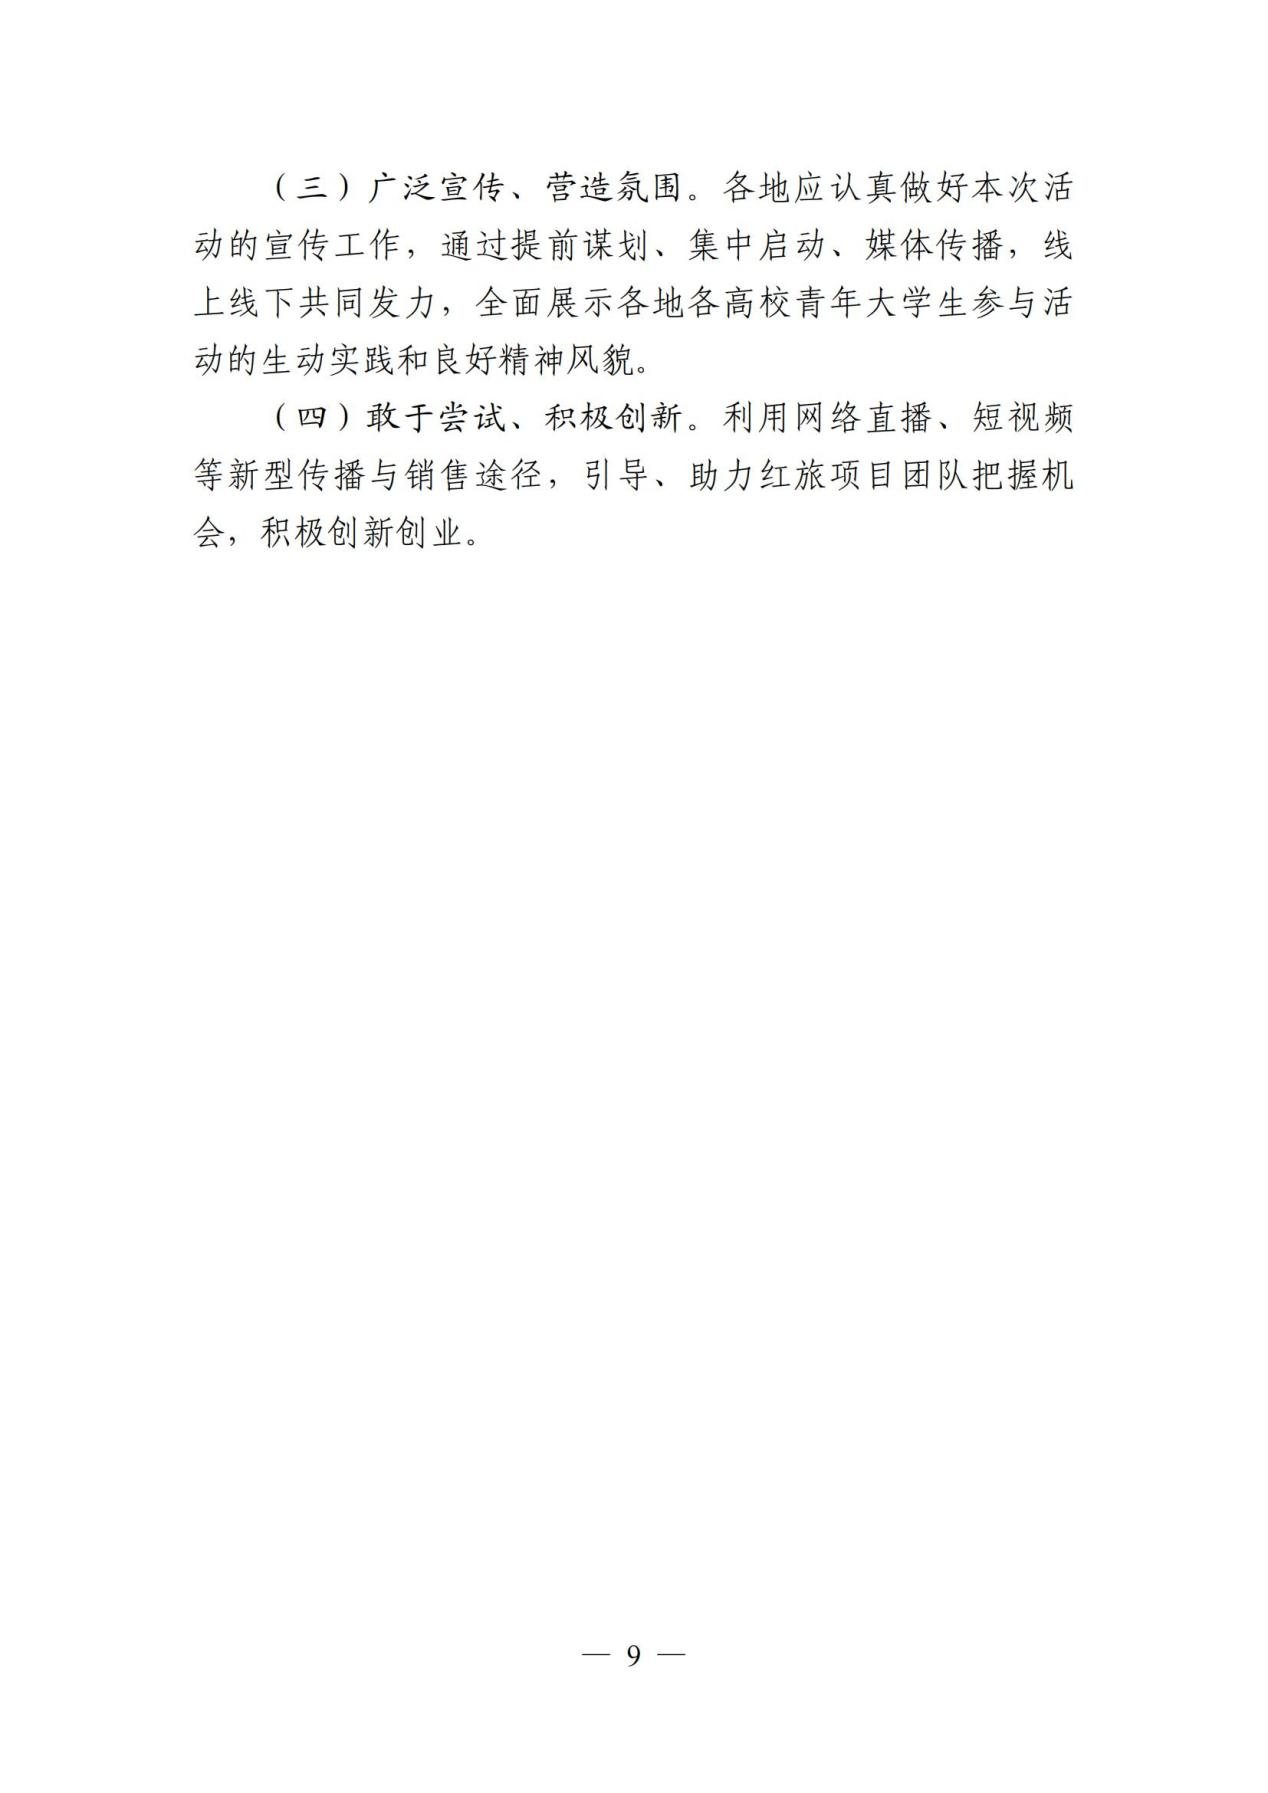 （三）广泛宣传、营造氛围。各地应认真做好本次活
动的宣传工作，通过提前谋划、集中启动、媒体传播，线
上线下共同发力，全面展示各地各高校青年大学生参与活
动的生动实践和良好精神风貌。
（四）敢于尝试、积极创新。利用网络直播、短视频
等新型传播与销售途径，引导、助力红旅项目团队把握机
会，积极创新创业。
— 9 —